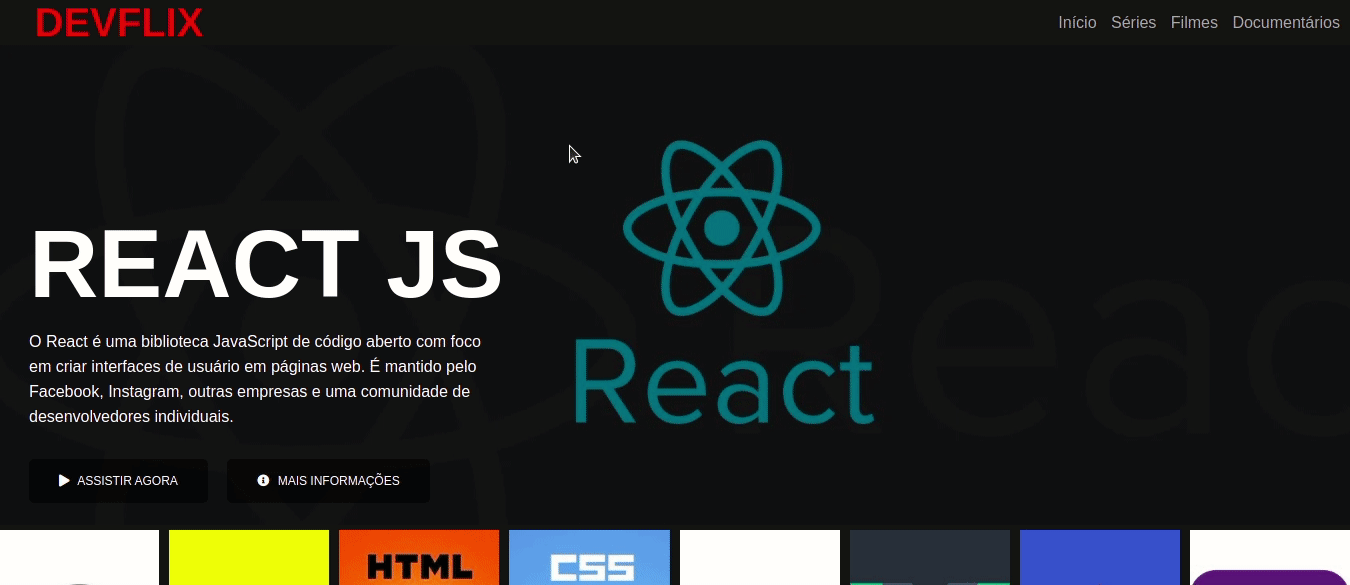 DEVFLIX
Início Séries Filmes Documentários
REACT JS
O React é uma biblioteca JavaScript de código aberto com foco
em criar interfaces de usuário em páginas web. É mantido pelo
Facebook, Instagram, outras empresas e uma comunidade de
desenvolvedores individuais.
React
Reac
ASSISTIR AGORA
MAIS INFORMAÇÕES
HTML
CSS